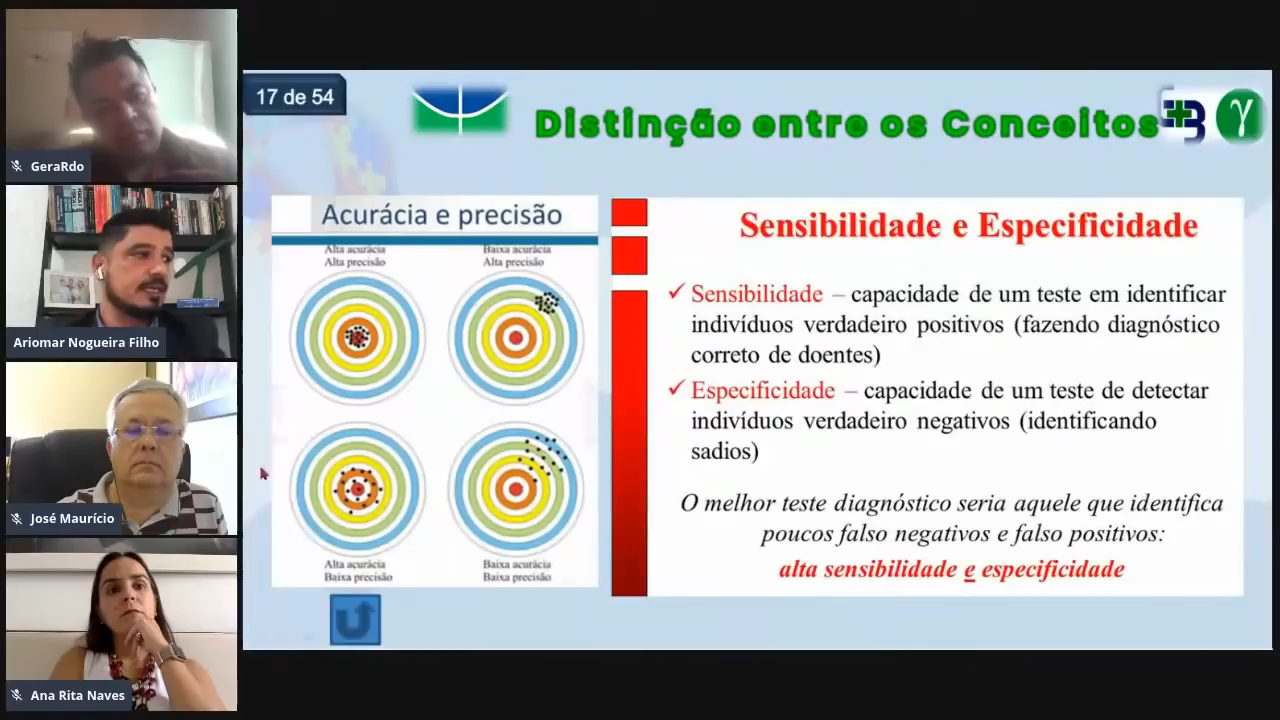 GeraRdo
Ariomar Nogueira Filho
José Maurício
Ana Rita Naves
17 de 54
Distinção entre os Conceitos
Acurácia e precisão
Alta acurácia
Alta precisão
Baixa acurácia
Alta precisão
Alta acurácia
Baixa precisão
Baixa acurácia
Baixa precisão
Sensibilidade e Especificidade
Sensibilidade – capacidade de um teste em identificar
indivíduos verdadeiro positivos (fazendo diagnóstico
correto de doentes)
Especificidade – capacidade de um teste de detectar
indivíduos verdadeiro negativos (identificando
sadios)
O melhor teste diagnóstico seria aquele que identifica
poucos falso negativos e falso positivos:
alta sensibilidade e especificidade